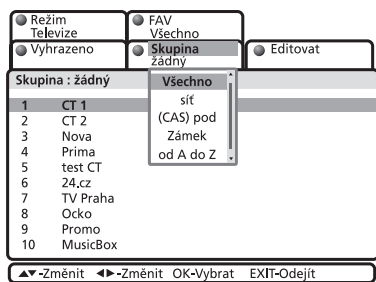 Režim
Televize
FAV
Všechno
Vyhrazeno
Skupina
žádný
Editovat
Skupina : žádný
Všechno
síť
(CAS) pod
Zámek
od A do Z
1 CT 1
2 CT 2
3 Nova
4 Prima
5 test CT
6 24.cz
7 TV Praha
8 Ocko
9 Promo
10 MusicBox
▲▼-Změnit ◄►-Změnit OK-Vybrat EXIT-Odejít